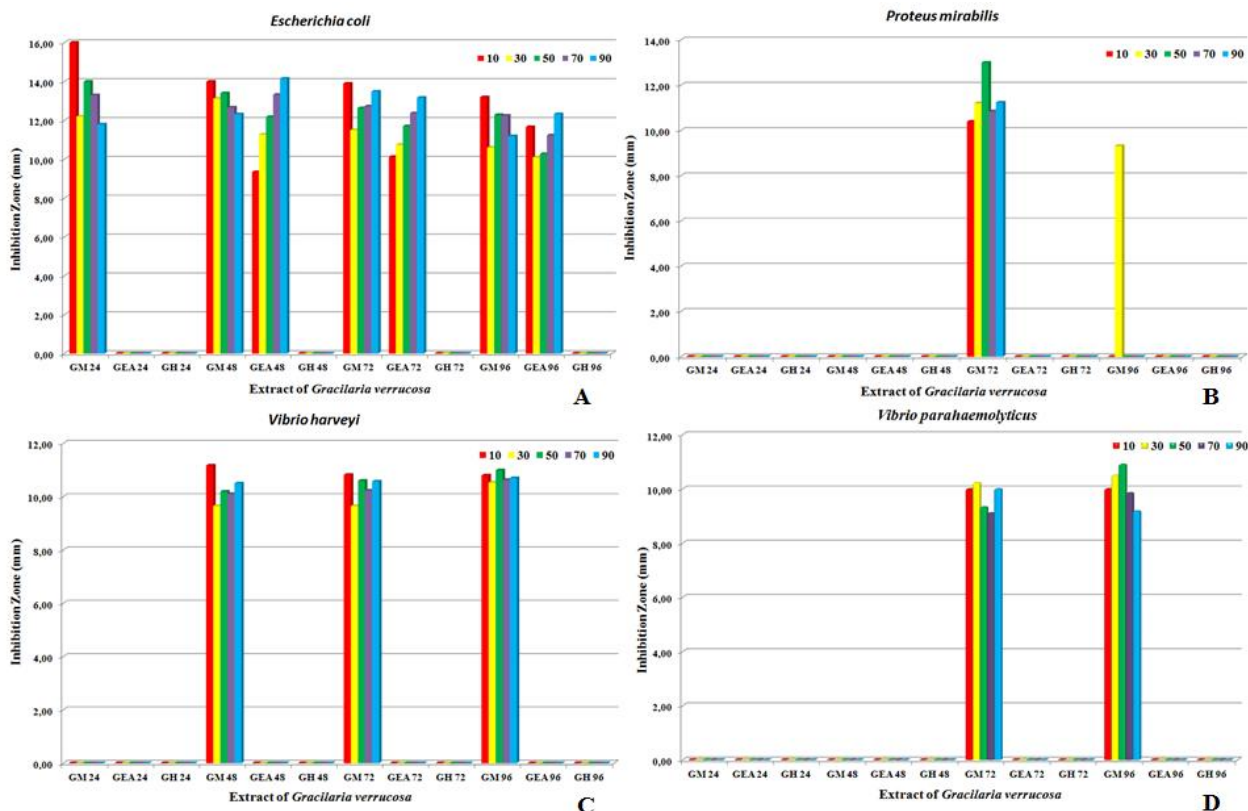 Escherichia coli
10 30 50 70 90
Inhibition Zone (mm)
16,00
14,00
12,00
10,00
8,00
6,00
4,00
2,00
0,00
GM 24 GEA 24 GH 24 GM 48 GEA 48 GH 48 GM 72 GEA 72 GH 72 GM 96 GEA 96 GH 96
Extract of Gracilaria verrucosa
A
Proteus mirabilis
10 30 50 70 90
Inhibition Zone (mm)
14,00
12,00
10,00
8,00
6,00
4,00
2,00
0,00
GM 24 GEA 24 GH 24 GM 48 GEA 48 GH 48 GM 72 GEA 72 GH 72 GM 96 GEA 96 GH 96
Extract of Gracilaria verrucosa
B
Vibrio harveyi
10 30 50 70 90
Inhibition Zone (mm)
12,00
10,00
8,00
6,00
4,00
2,00
0,00
GM 24 GEA 24 GH 24 GM 48 GEA 48 GH 48 GM 72 GEA 72 GH 72 GM 96 GEA 96 GH 96
Extract of Gracilaria verrucosa
C
Vibrio parahaemolyticus
10 30 50 70 90
Inhibition Zone (mm)
12,00
10,00
8,00
6,00
4,00
2,00
0,00
GM 24 GEA 24 GH 24 GM 48 GEA 48 GH 48 GM 72 GEA 72 GH 72 GM 96 GEA 96 GH 96
Extract of Gracilaria verrucosa
D